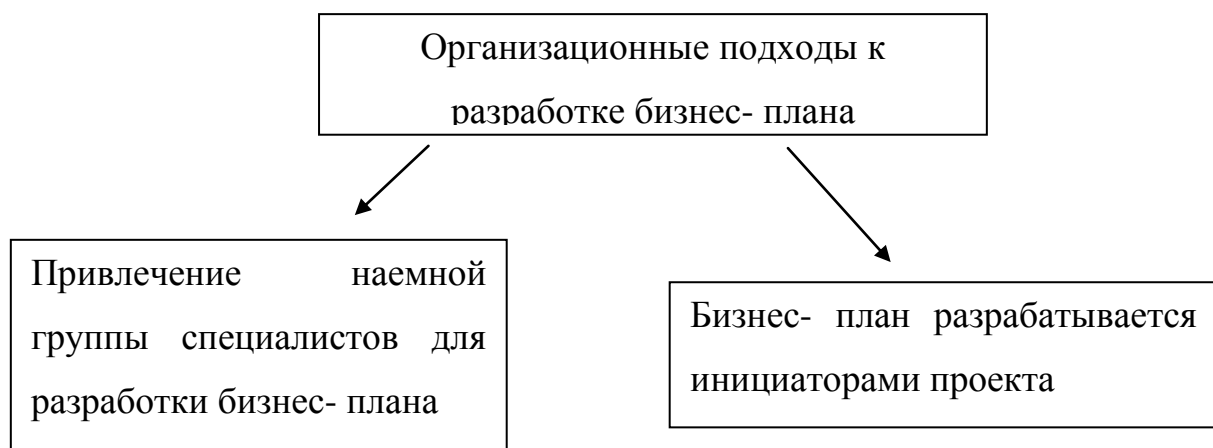 Организационные подходы к
разработке бизнес- плана
Привлечение наемной
группы специалистов для
разработки бизнес- плана
Бизнес- план разрабатывается
инициаторами проекта